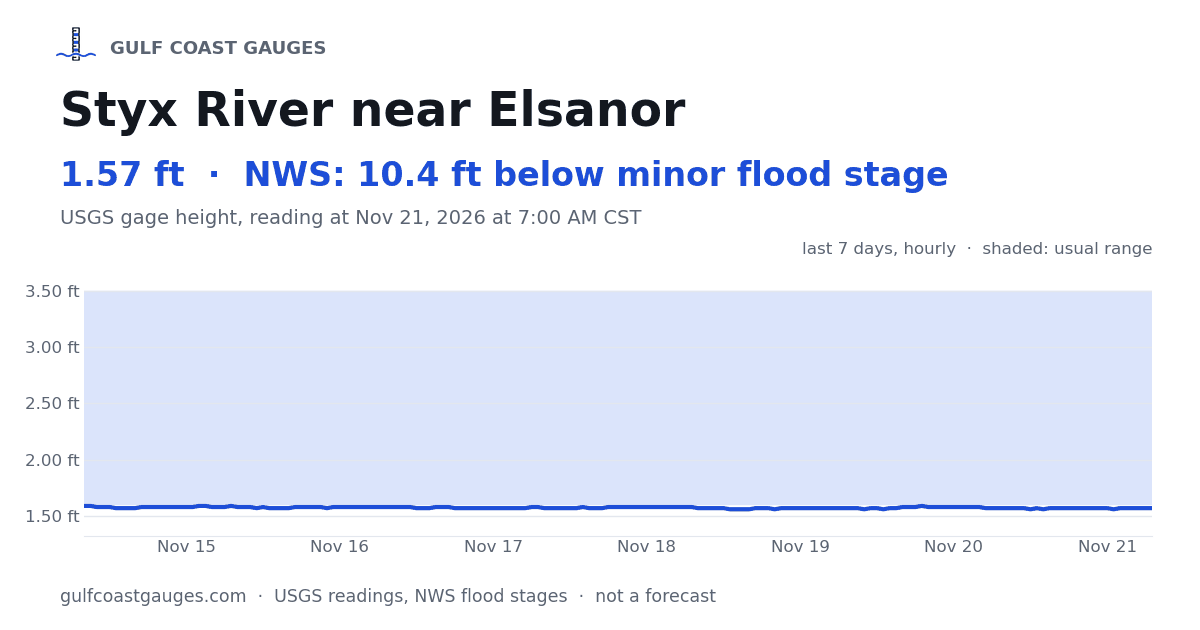 GULF COAST GAUGES
Styx River near Elsanor
1.57 ft · NWS: 10.4 ft below minor flood stage
USGS gage height, reading at Nov 21, 2026 at 7:00 AM CST
last 7 days, hourly · shaded: usual range
3.50 ft
3.00 ft
2.50 ft
2.00 ft
1.50 ft
Nov 15 Nov 16 Nov 17 Nov 18 Nov 19 Nov 20 Nov 21
gulfcoastgauges.com · USGS readings, NWS flood stages · not a forecast